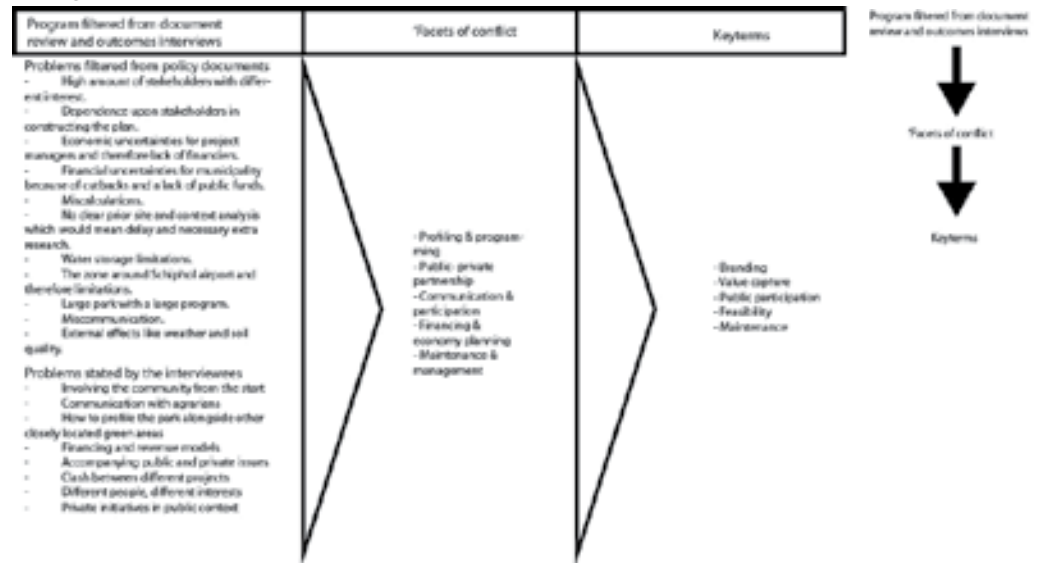 Program filtered from document
review and outcomes interviews
'Facets of conflict
Keyterms
Problems filtered from policy documents
- High amount of stakeholders with differ-
ent interest.
- Dependence upon stakeholders in
constructing the plan.
- Economic uncertainties for project
managers and therefore lack of financiers.
- Financial uncertainties for municipality
because of cutbacks and a lack of public funds.
- Miscalculations.
- No clear prior site and context analysis
which would mean delay and necessary extra
research.
- Water storage limitations.
- The zone around Schiphol airport and
therefore limitations.
- Large park with a large program.
- Miscommunication.
- External effects like weather and soil
quality.
Problems stated by the interviewees
- Involving the community from the start
- Communication with agrarians
- How to profile the park alongside other
closely located green areas
- Financing and revenue models
- Accompanying public and private issues
- Clash between different projects
- Different people, different interests
- Private initiatives in public context
- Profiling & program-
ming
- Public- private
partnership
- Communication &
participation
- Financing &
economy planning
- Maintenance &
management
-Branding
-Value capture
-Public participation
-Feasibility
-Maintenance
Program filtered from document
review and outcomes interviews
'Facets of conflict
Keyterms